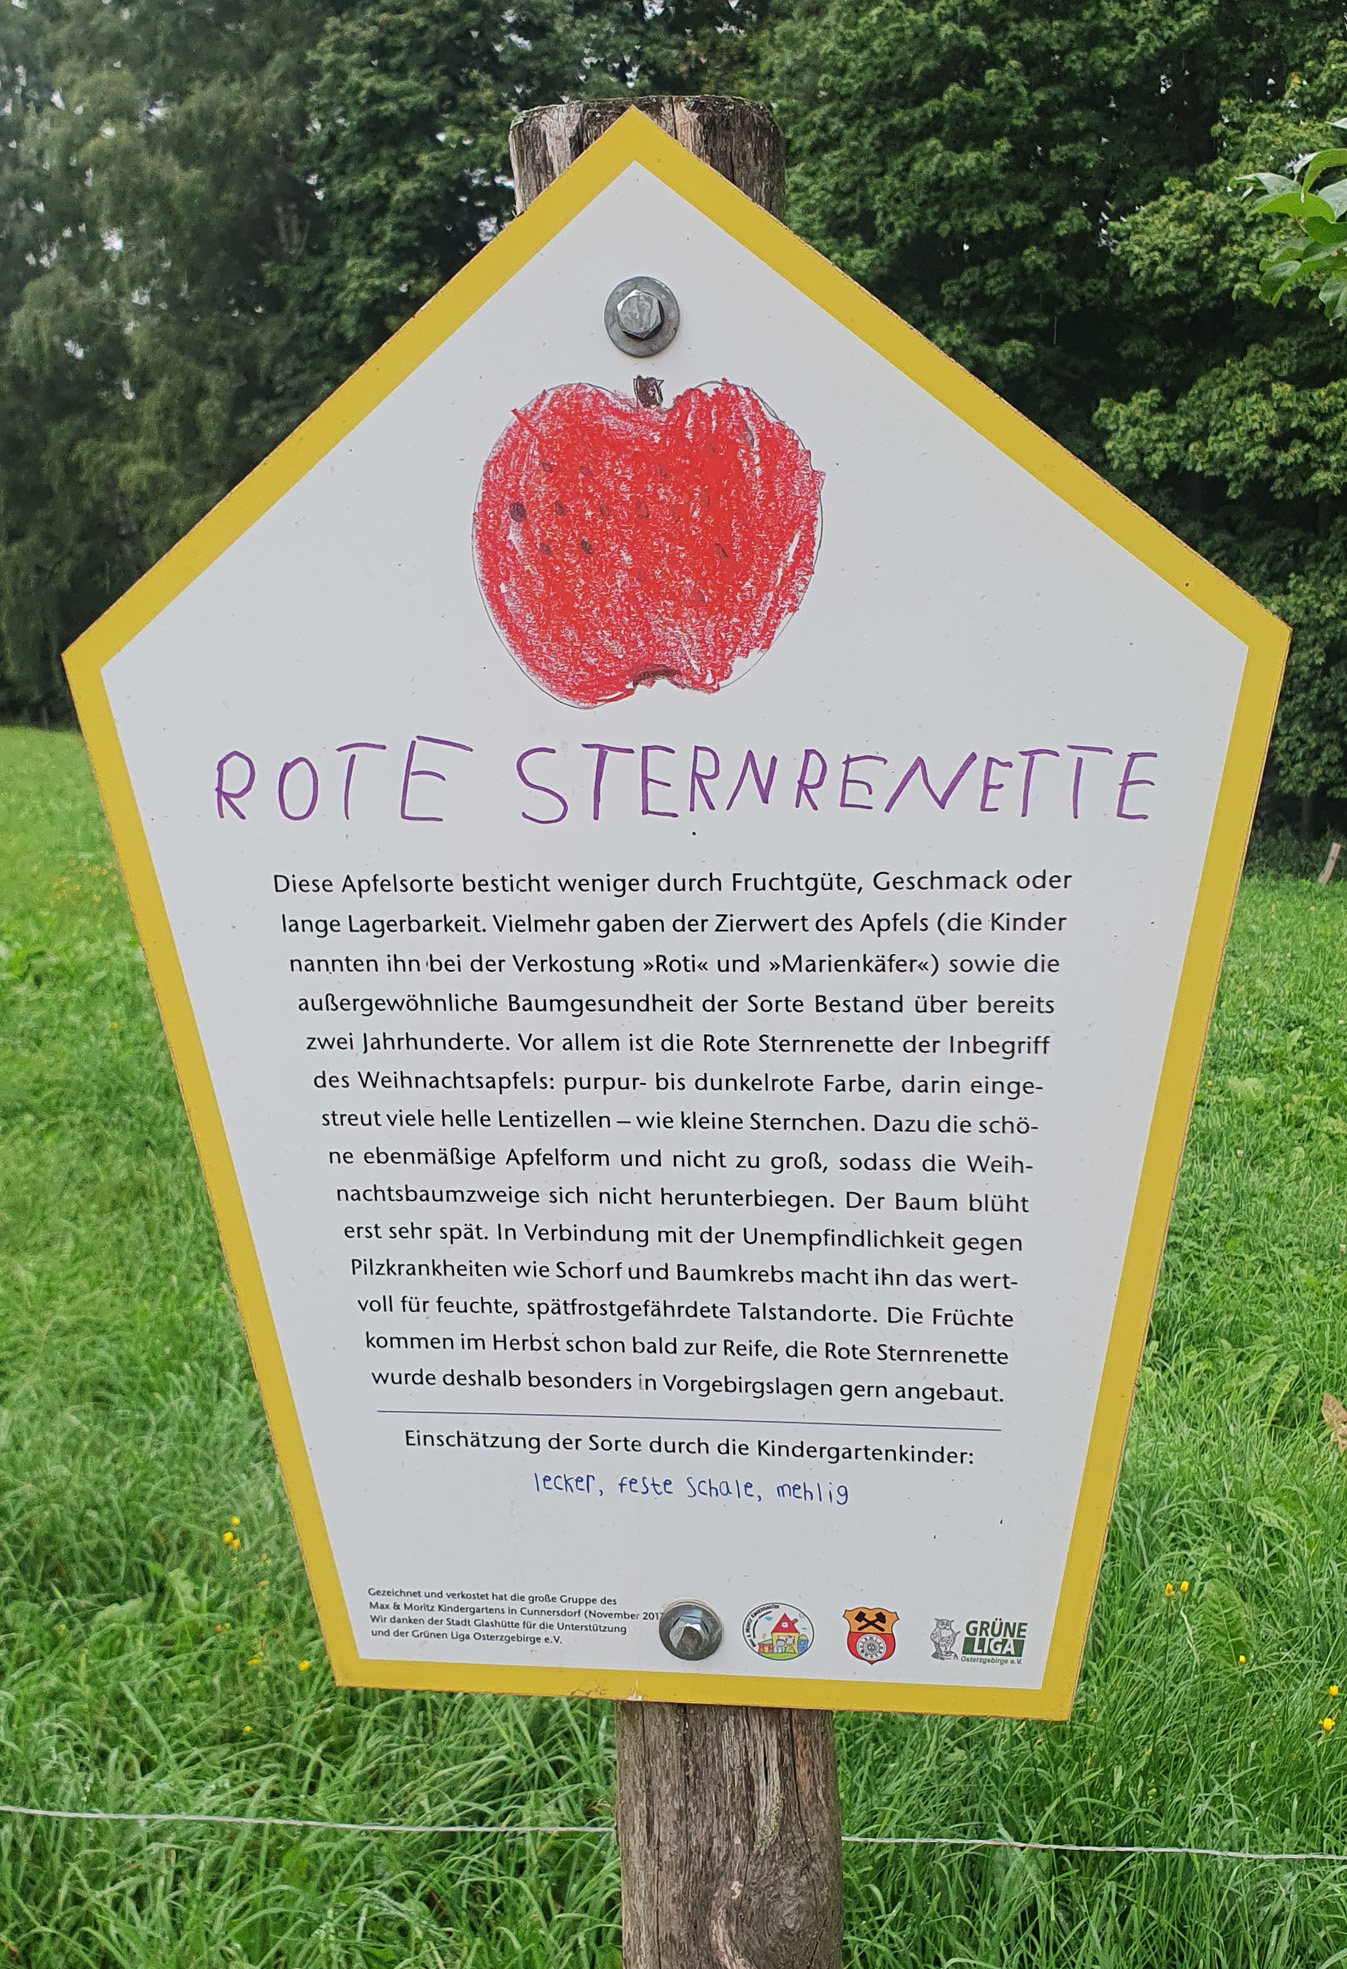 ROTE STERNRENETTE
Diese Apfelsorte besticht weniger durch Fruchtgüte, Geschmack oder
lange Lagerbarkeit. Vielmehr gaben der Zierwert des Apfels (die Kinder
nannten ihn bei der Verkostung »Roti« und »Marienkäfer«) sowie die
außergewöhnliche Baumgesundheit der Sorte Bestand über bereits
zwei Jahrhunderte. Vor allem ist die Rote Sternrenette der Inbegriff
des Weihnachtsapfels: purpur- bis dunkelrote Farbe, darin einge-
streut viele helle Lentizellen – wie kleine Sternchen. Dazu die schö-
ne ebenmäßige Apfelform und nicht zu groß, sodass die Weih-
nachtsbaumzweige sich nicht herunterbiegen. Der Baum blüht
erst sehr spät. In Verbindung mit der Unempfindlichkeit gegen
Pilzkrankheiten wie Schorf und Baumkrebs macht ihn das wert-
voll für feuchte, spätfrostgefährdete Talstandorte. Die Früchte
kommen im Herbst schon bald zur Reife, die Rote Sternrenette
wurde deshalb besonders in Vorgebirgslagen gern angebaut.
Einschätzung der Sorte durch die Kindergartenkinder:
lecker, feste Schale, mehlig
Gezeichnet und verkostet hat die große Gruppe des
Max & Moritz Kindergartens in Cunnersdorf (November 2017
Wir danken der Stadt Glashütte für die Unterstützung
und der Grünen Liga Osterzgebirge e.V.
GRÜNE
LIGA
Osterzgebirge e.V.